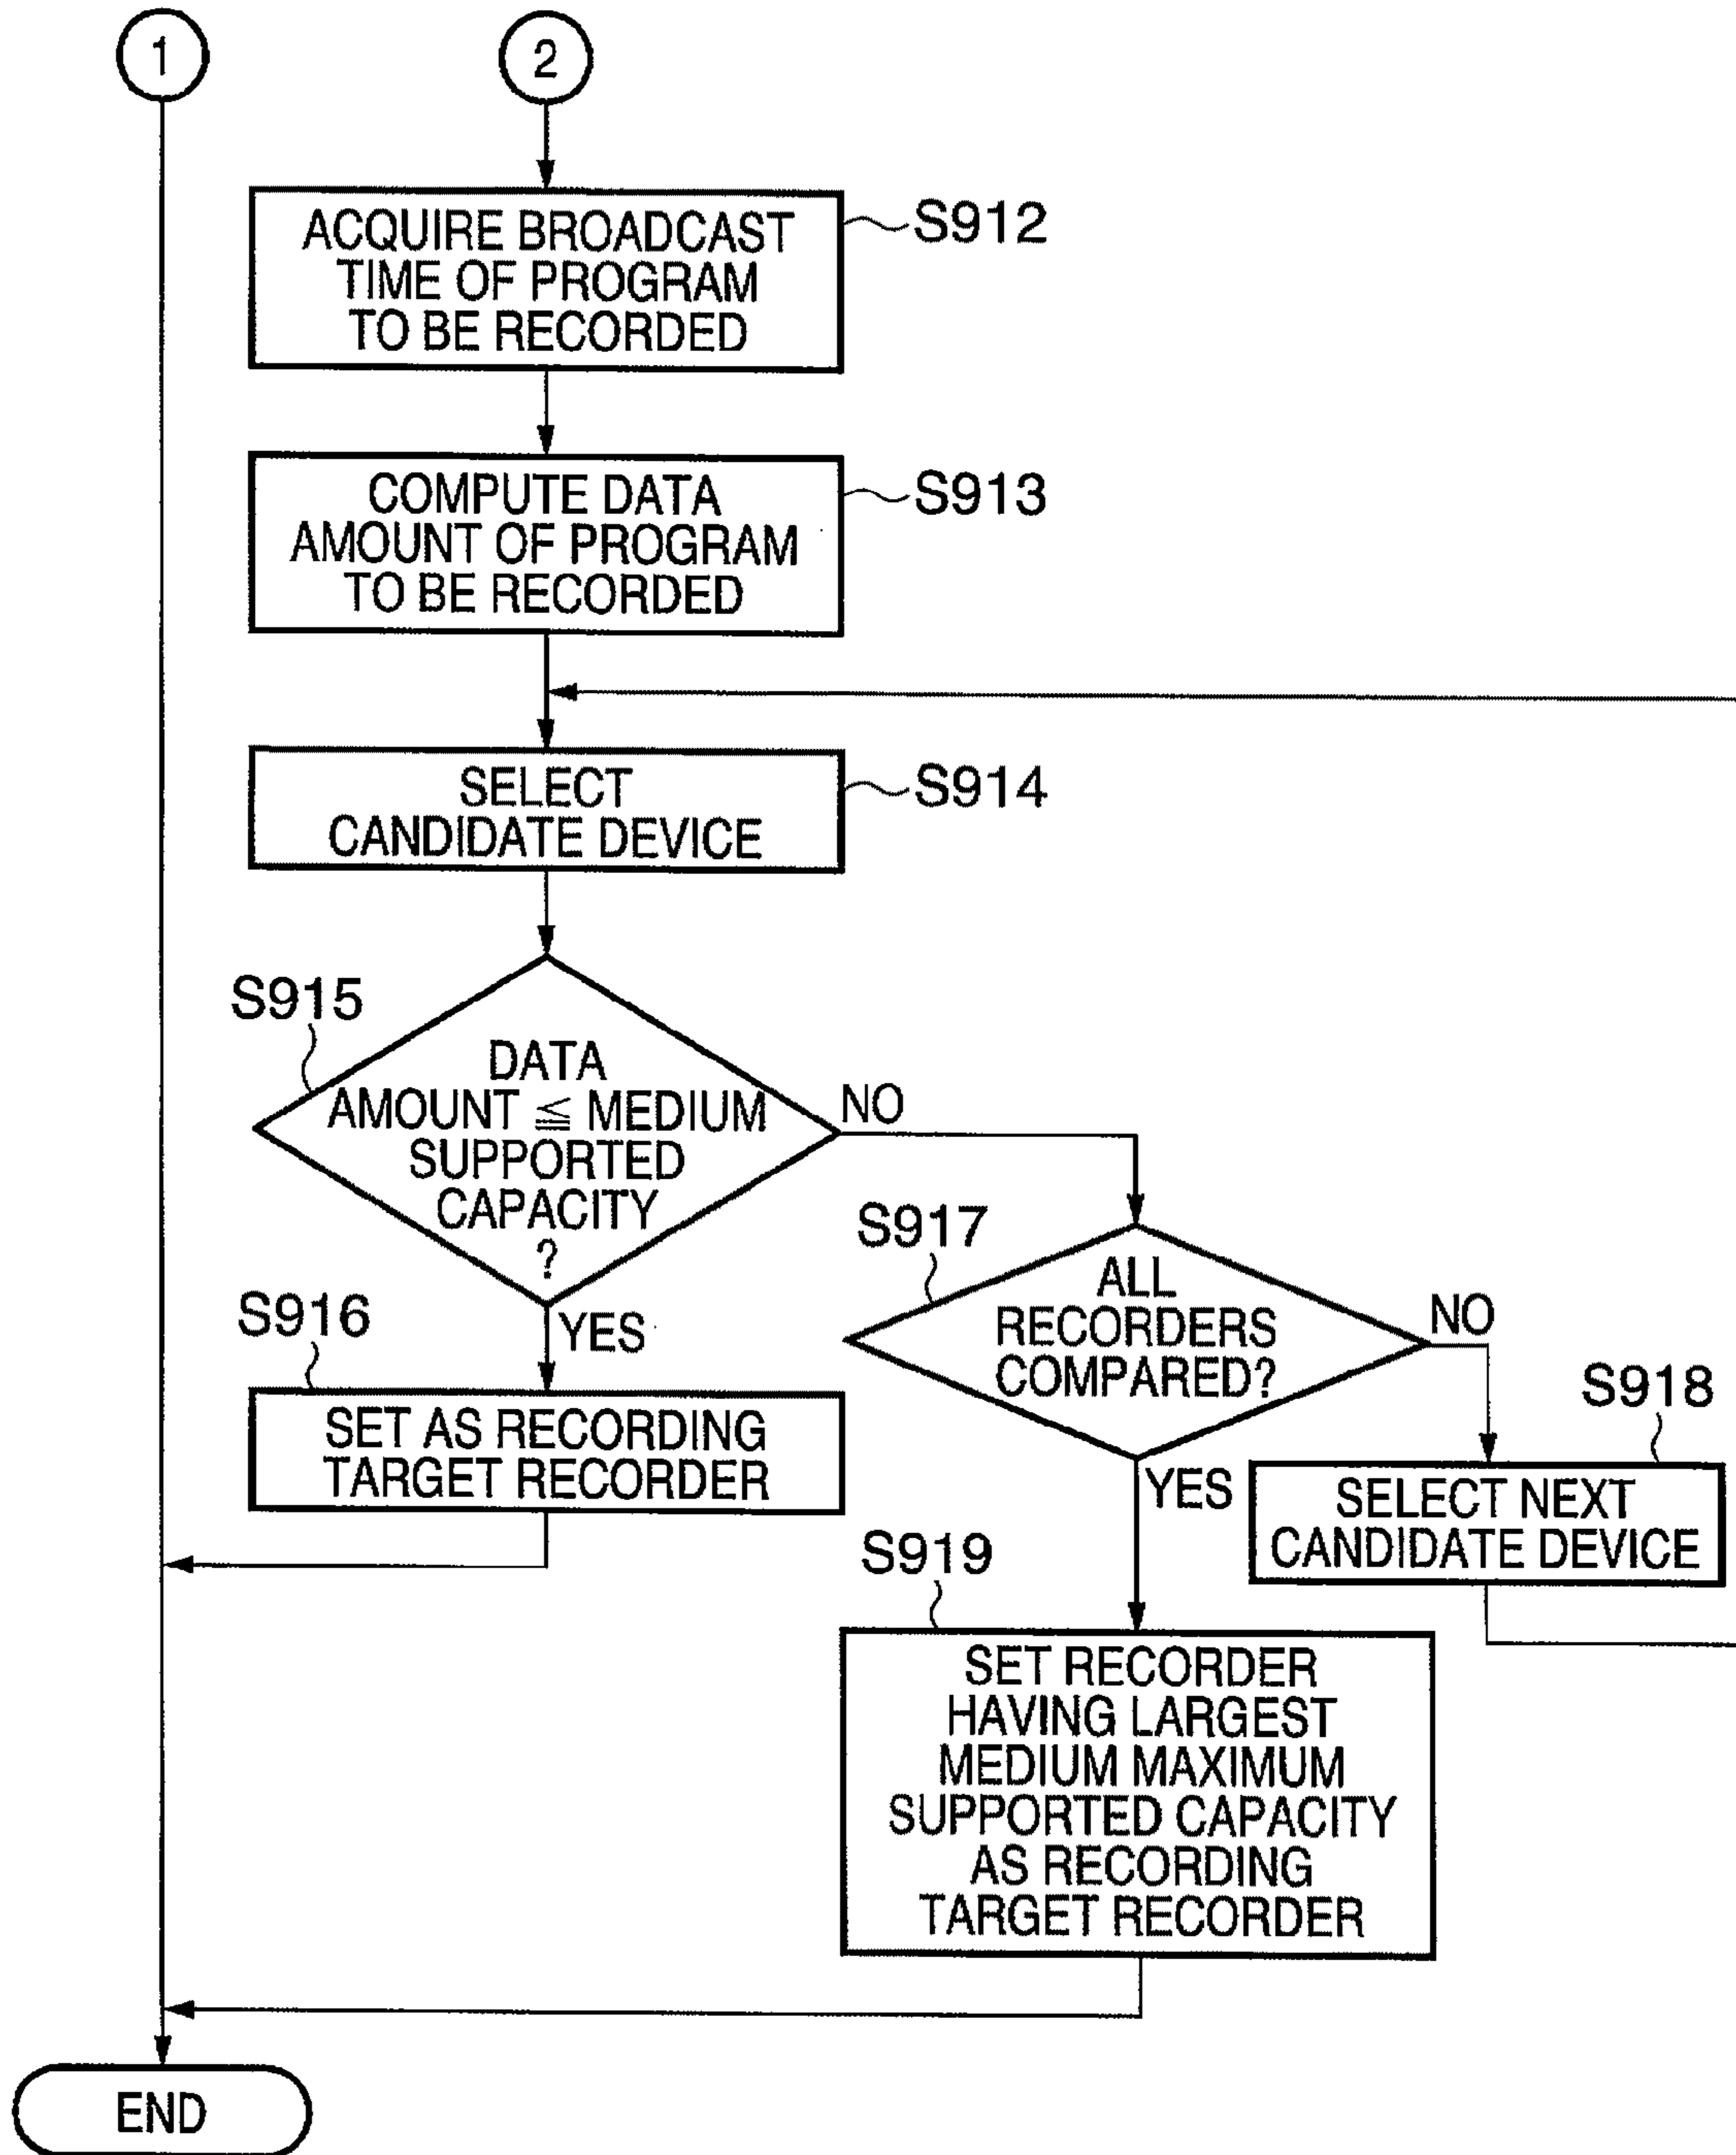 1
2
ACQUIRE BROADCAST
TIME OF PROGRAM
TO BE RECORDED
S912
COMPUTE DATA
AMOUNT OF PROGRAM
TO BE RECORDED
S913
SELECT
CANDIDATE DEVICE
S914
S915
DATA
AMOUNT ≦ MEDIUM
SUPPORTED
CAPACITY
?
NO
YES
S916
SET AS RECORDING
TARGET RECORDER
S917
ALL
RECORDERS
COMPARED?
NO
YES
S918
SELECT NEXT
CANDIDATE DEVICE
S919
SET RECORDER
HAVING LARGEST
MEDIUM MAXIMUM
SUPPORTED CAPACITY
AS RECORDING
TARGET RECORDER
END